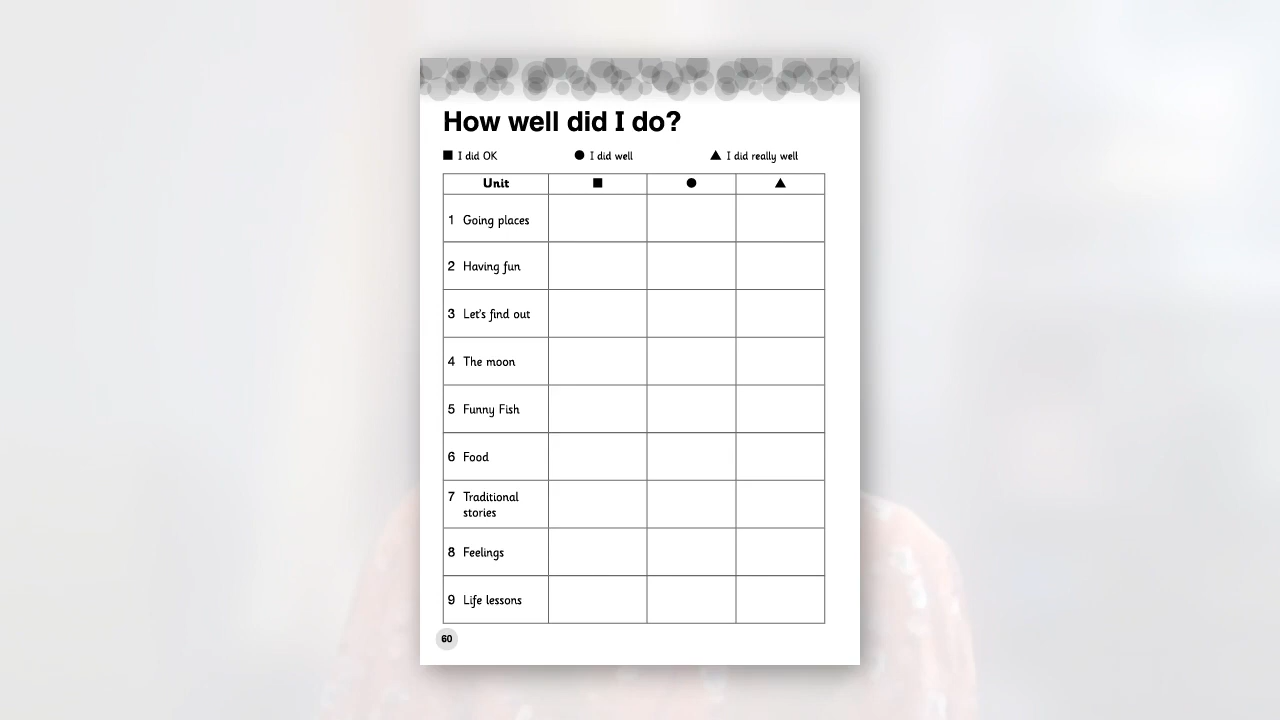 How well did I do?
■ I did OK ● I did well ▲ I did really well
Unit ■ ● ▲
1 Going places
2 Having fun
3 Let's find out
4 The moon
5 Funny Fish
6 Food
7 Traditional
stories
8 Feelings
9 Life lessons
60